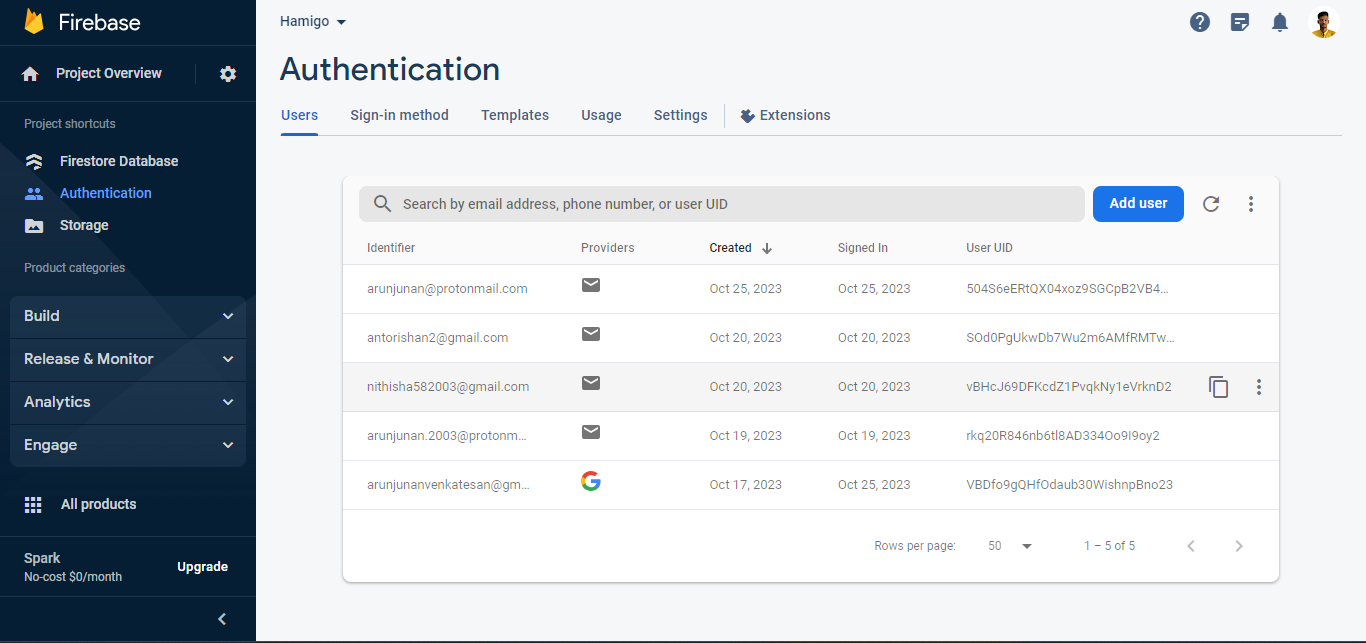 Firebase
Project Overview
Project shortcuts
Firestore Database
Authentication
Storage
Product categories
Build
Release & Monitor
Analytics
Engage
All products
Spark
No-cost $0/month
Upgrade
Hamigo
Authentication
Users Sign-in method Templates Usage Settings Extensions
Search by email address, phone number, or user UID Add user
Identifier Providers Created Signed In User UID
arunjunan@protonmail.com Oct 25, 2023 Oct 25, 2023 504S6eERtQX04xoz9SGCpB2VB4...
antorishan2@gmail.com Oct 20, 2023 Oct 20, 2023 SOd0PgUkwDb7Wu2m6AMfRMTw...
nithisha582003@gmail.com Oct 20, 2023 Oct 20, 2023 vBHcJ69DFKcdZ1PvqkNy1eVrknD2
arunjunan.2003@protonm... Oct 19, 2023 Oct 19, 2023 rkq20R846nb6tl8AD334Oo9I9oy2
arunjunanvenkatesan@gm... Oct 17, 2023 Oct 25, 2023 VBDfo9gQHfOdaub30WishnpBno23
Rows per page: 50 1 – 5 of 5